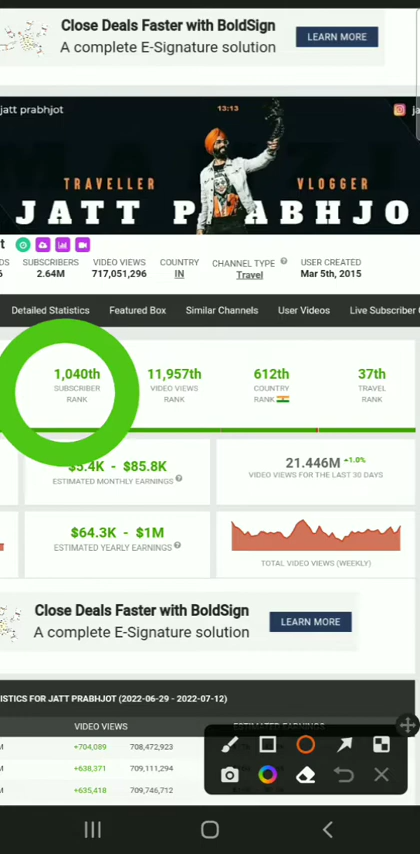 Close Deals Faster with BoldSign
A complete E-Signature solution
LEARN MORE
jatt prabhjot
13:13
TRAVELLER
VLOGGER
JATT P ABHJO
SUBSCRIBERS
2.64M
VIDEO VIEWS
717,051,296
COUNTRY
IN
CHANNEL TYPE
Travel
USER CREATED
Mar 5th, 2015
Detailed Statistics
Featured Box
Similar Channels
User Videos
Live Subscriber
1,040th
SUBSCRIBER
RANK
11,957th
VIDEO VIEWS
RANK
612th
COUNTRY
RANK
37th
TRAVEL
RANK
$5.4K - $85.8K
ESTIMATED MONTHLY EARNINGS
21.446M +1.0%
VIDEO VIEWS FOR THE LAST 30 DAYS
$64.3K - $1M
ESTIMATED YEARLY EARNINGS
TOTAL VIDEO VIEWS (WEEKLY)
Close Deals Faster with BoldSign
A complete E-Signature solution
LEARN MORE
ISTICS FOR JATT PRABHJOT (2022-06-29 - 2022-07-12)
VIDEO VIEWS
ESTIMATED EARNINGS
+704,089 708,472,923
+638,371 709,111,294
+635,418 709,746,712